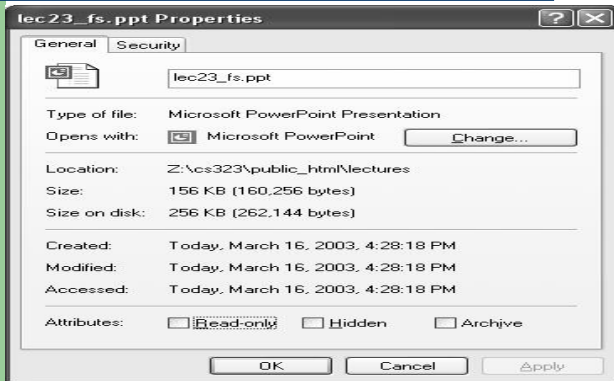 lec23_fs.ppt Properties
General Security
lec23_fs.ppt
Type of file: Microsoft PowerPoint Presentation
Opens with: Microsoft PowerPoint Change...
Location: Z:\cs323\public_html\lectures
Size: 156 KB (160,256 bytes)
Size on disk: 256 KB (262,144 bytes)
Created: Today, March 16, 2003, 4:28:18 PM
Modified: Today, March 16, 2003, 4:28:18 PM
Accessed: Today, March 16, 2003, 4:28:18 PM
Attributes: Read-only Hidden Archive
OK Cancel Apply